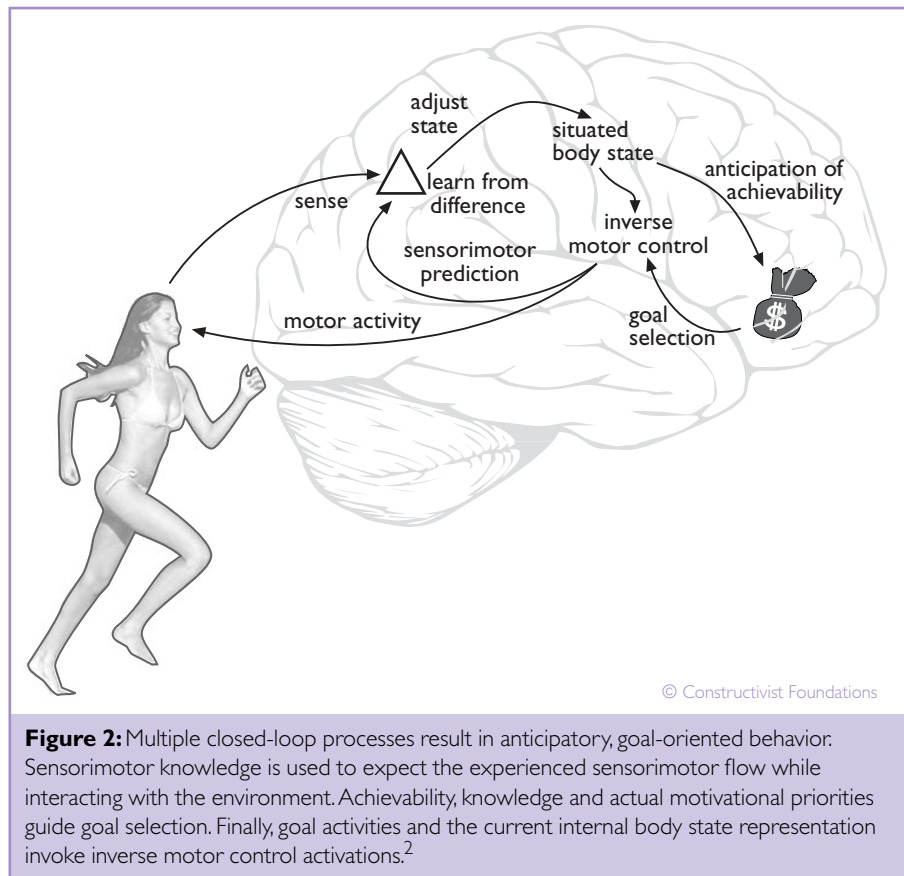 adjust
state
situated
body state
anticipation of
achievability
sense
learn from
difference
inverse
motor control
sensorimotor
prediction
motor activity
goal
selection
$
© Constructivist Foundations
Figure 2: Multiple closed-loop processes result in anticipatory, goal-oriented behavior.
Sensorimotor knowledge is used to expect the experienced sensorimotor flow while
interacting with the environment. Achievability, knowledge and actual motivational priorities
guide goal selection. Finally, goal activities and the current internal body state representation
invoke inverse motor control activations.2